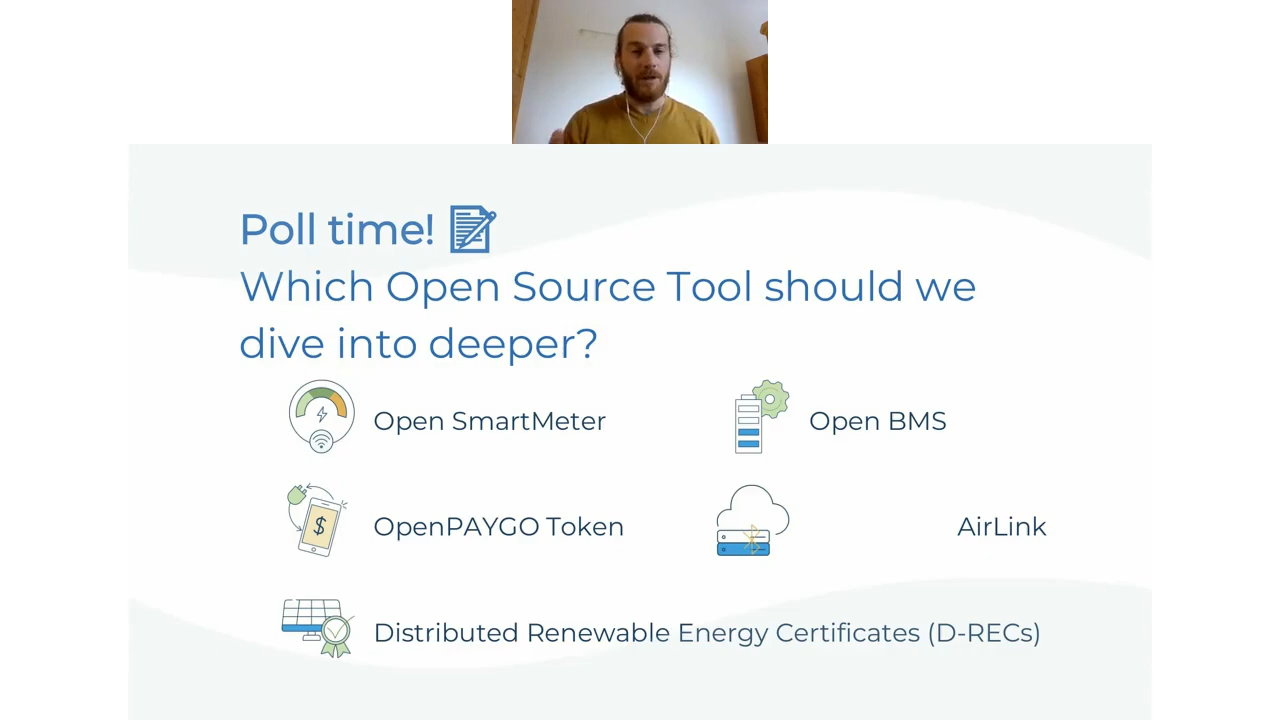 Poll time!
Which Open Source Tool should we
dive into deeper?
Open SmartMeter
Open BMS
$
OpenPAYGO Token
AirLink
Distributed Renewable Energy Certificates (D-RECs)